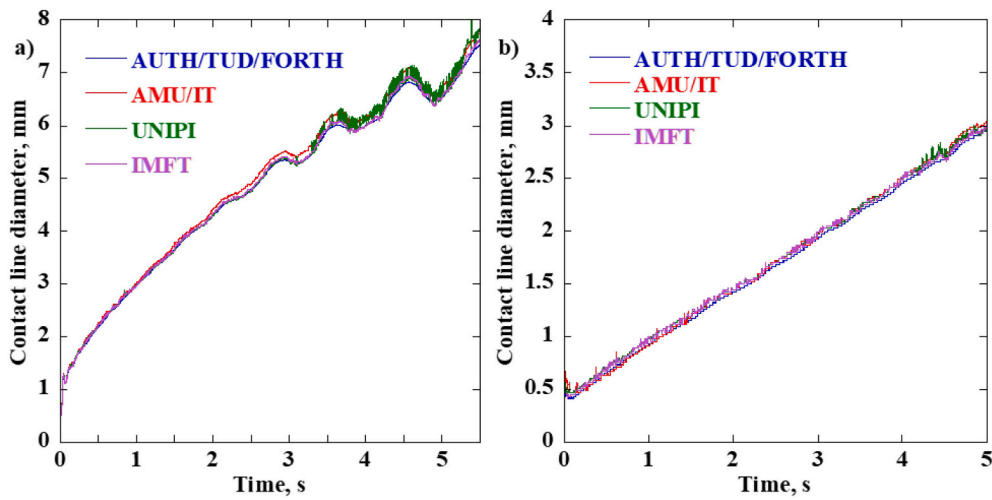 a)
AUTH/TUD/FORTH
AMU/IT
UNIPI
IMFT
Contact line diameter, mm
8
7
6
5
4
3
2
1
0
0 1 2 3 4 5
Time, s
b)
AUTH/TUD/FORTH
AMU/IT
UNIPI
IMFT
Contact line diameter, mm
4
3.5
3
2.5
2
1.5
1
0.5
0
0 1 2 3 4 5
Time, s